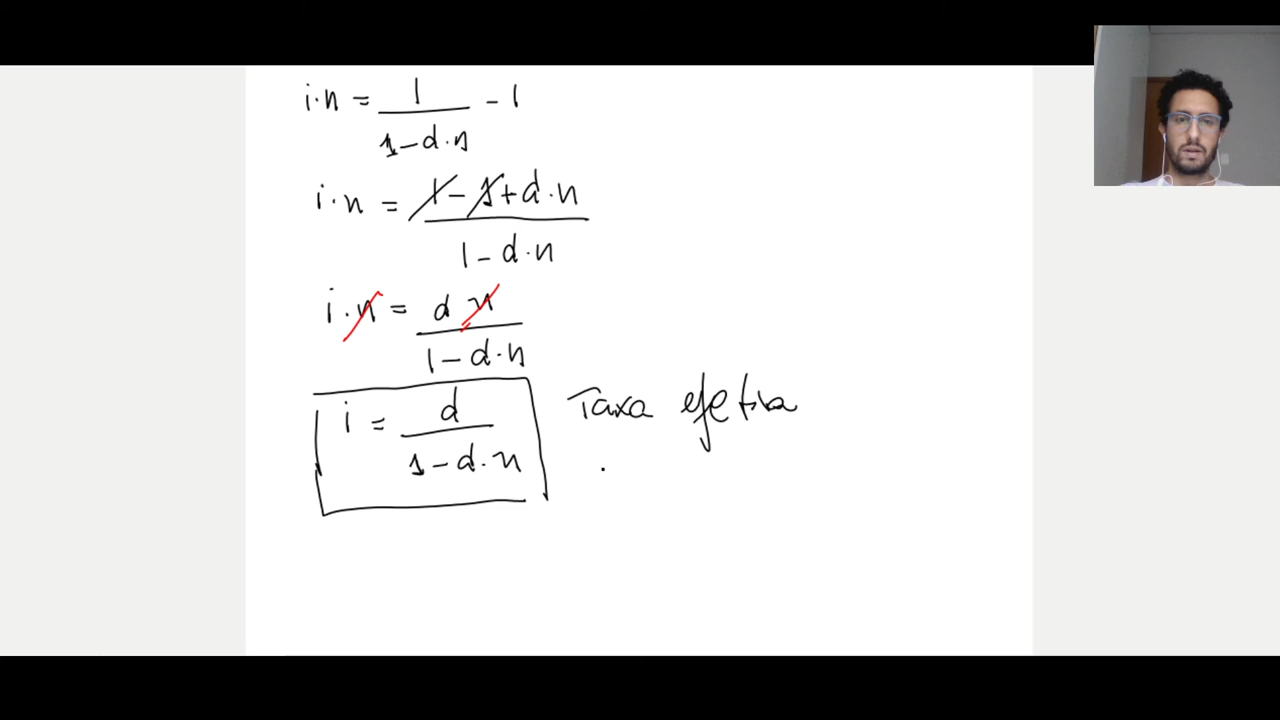 i·n = 1/(1-d·n) - 1
i·n = (1-1+d·n)/(1-d·n)
i·n = d n/(1-d·n)
i = d/(1-d·n) Taxa efetiva